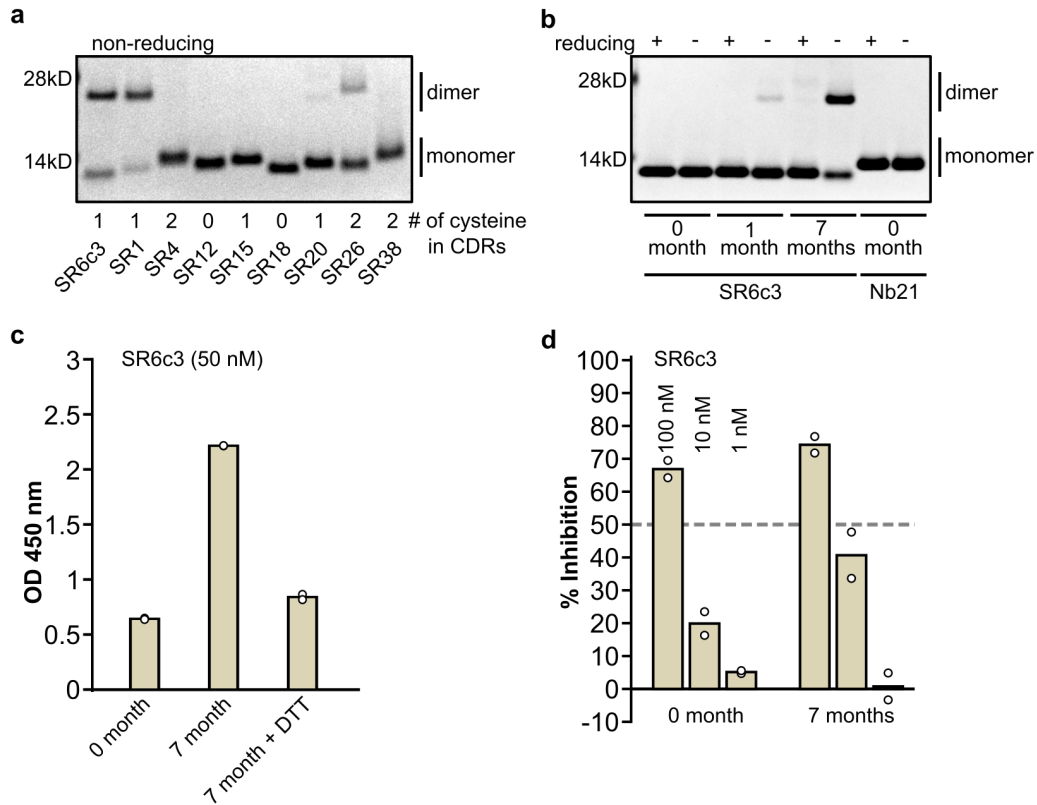 a
non-reducing
28kD
dimer
14kD
monomer
1 1 2 0 1 0 1 2 2 # of cysteine
in CDRs
SR6c3 SR1 SR4 SR12 SR15 SR18 SR20 SR26 SR38
b
reducing + - + - + - + -
28kD
dimer
14kD
monomer
0 1 7 0
month month months month
SR6c3 Nb21
c
SR6c3 (50 nM)
OD 450 nm
3
2.5
2
1.5
1
0.5
0
0 month
7 month
7 month + DTT
d
SR6c3
100 nM
10 nM
1 nM
% Inhibition
100
90
80
70
60
50
40
30
20
10
0
-10
0 month 7 months